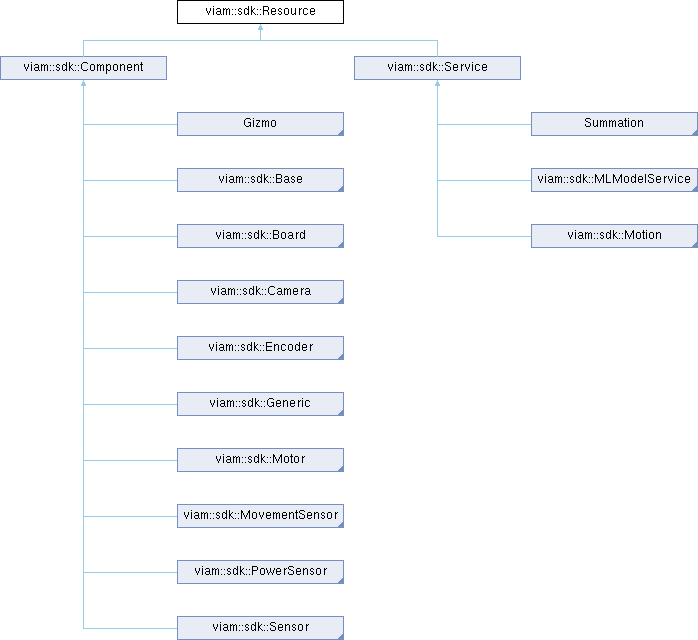 viam::sdk::Resource
viam::sdk::Component
viam::sdk::Service
Gizmo
Summation
viam::sdk::Base
viam::sdk::MLModelService
viam::sdk::Board
viam::sdk::Motion
viam::sdk::Camera
viam::sdk::Encoder
viam::sdk::Generic
viam::sdk::Motor
viam::sdk::MovementSensor
viam::sdk::PowerSensor
viam::sdk::Sensor